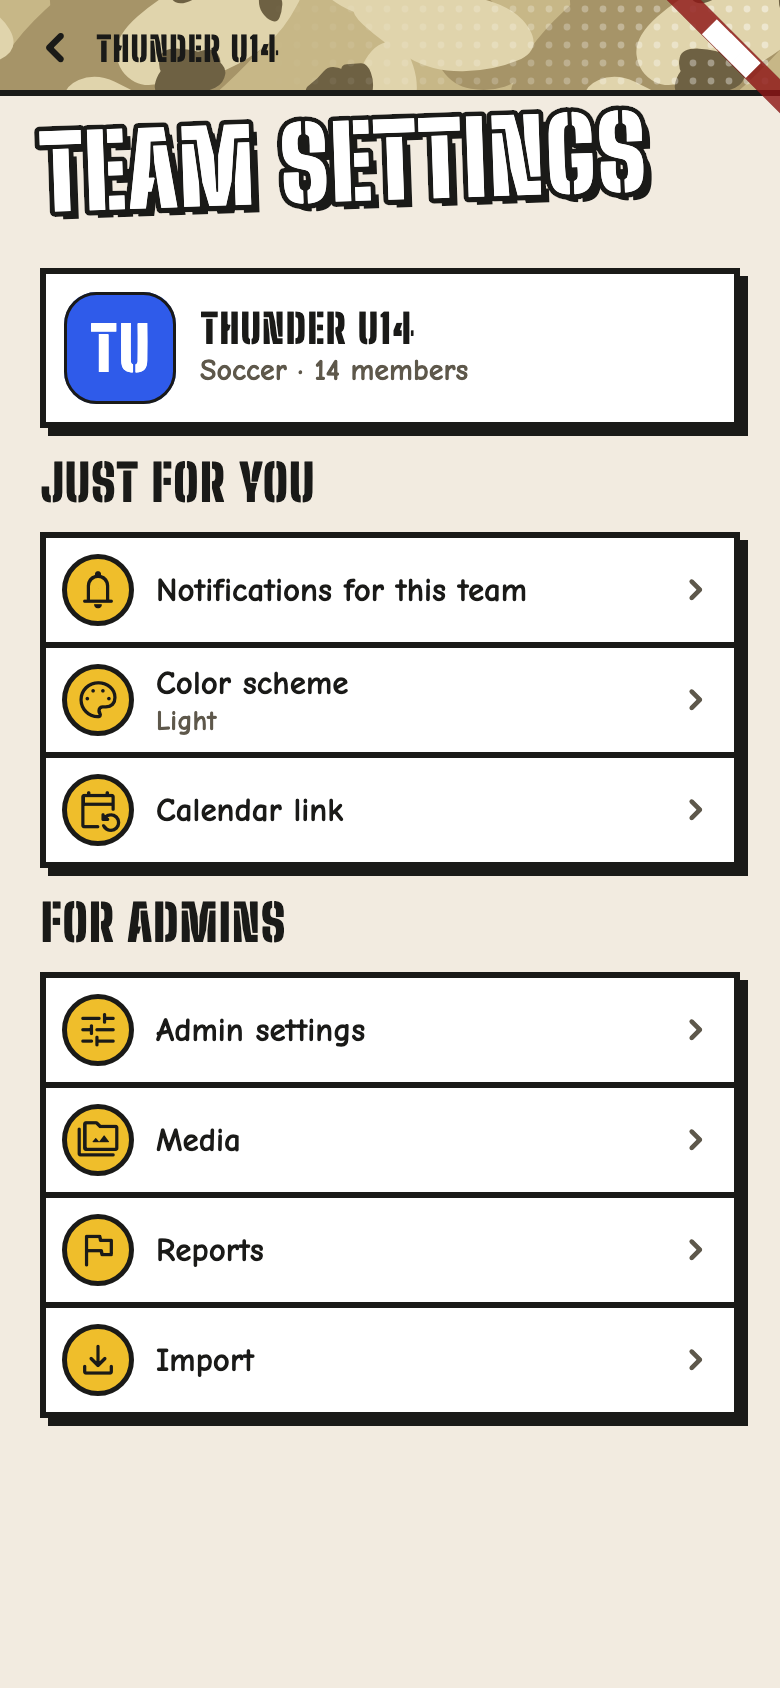 THUNDER U14
TEAM SETTINGS
TU
THUNDER U14
Soccer · 14 members
JUST FOR YOU
Notifications for this team
Color scheme
Light
Calendar link
FOR ADMINS
Admin settings
Media
Reports
Import